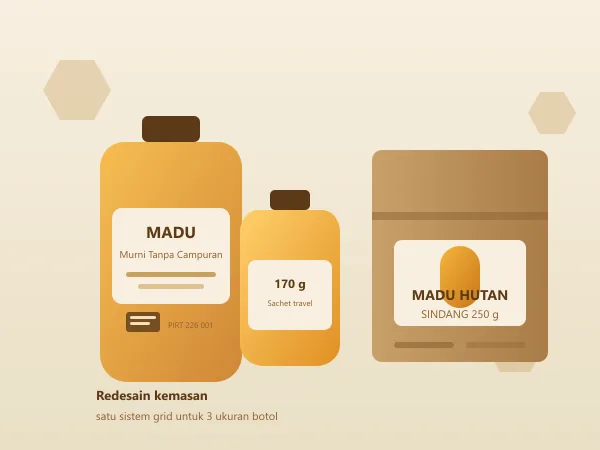 MADU
Murni Tanpa Campuran
PIRT 226 001
170 g
Sachet travel
MADU HUTAN
SINDANG 250 g
Redesain kemasan
satu sistem grid untuk 3 ukuran botol